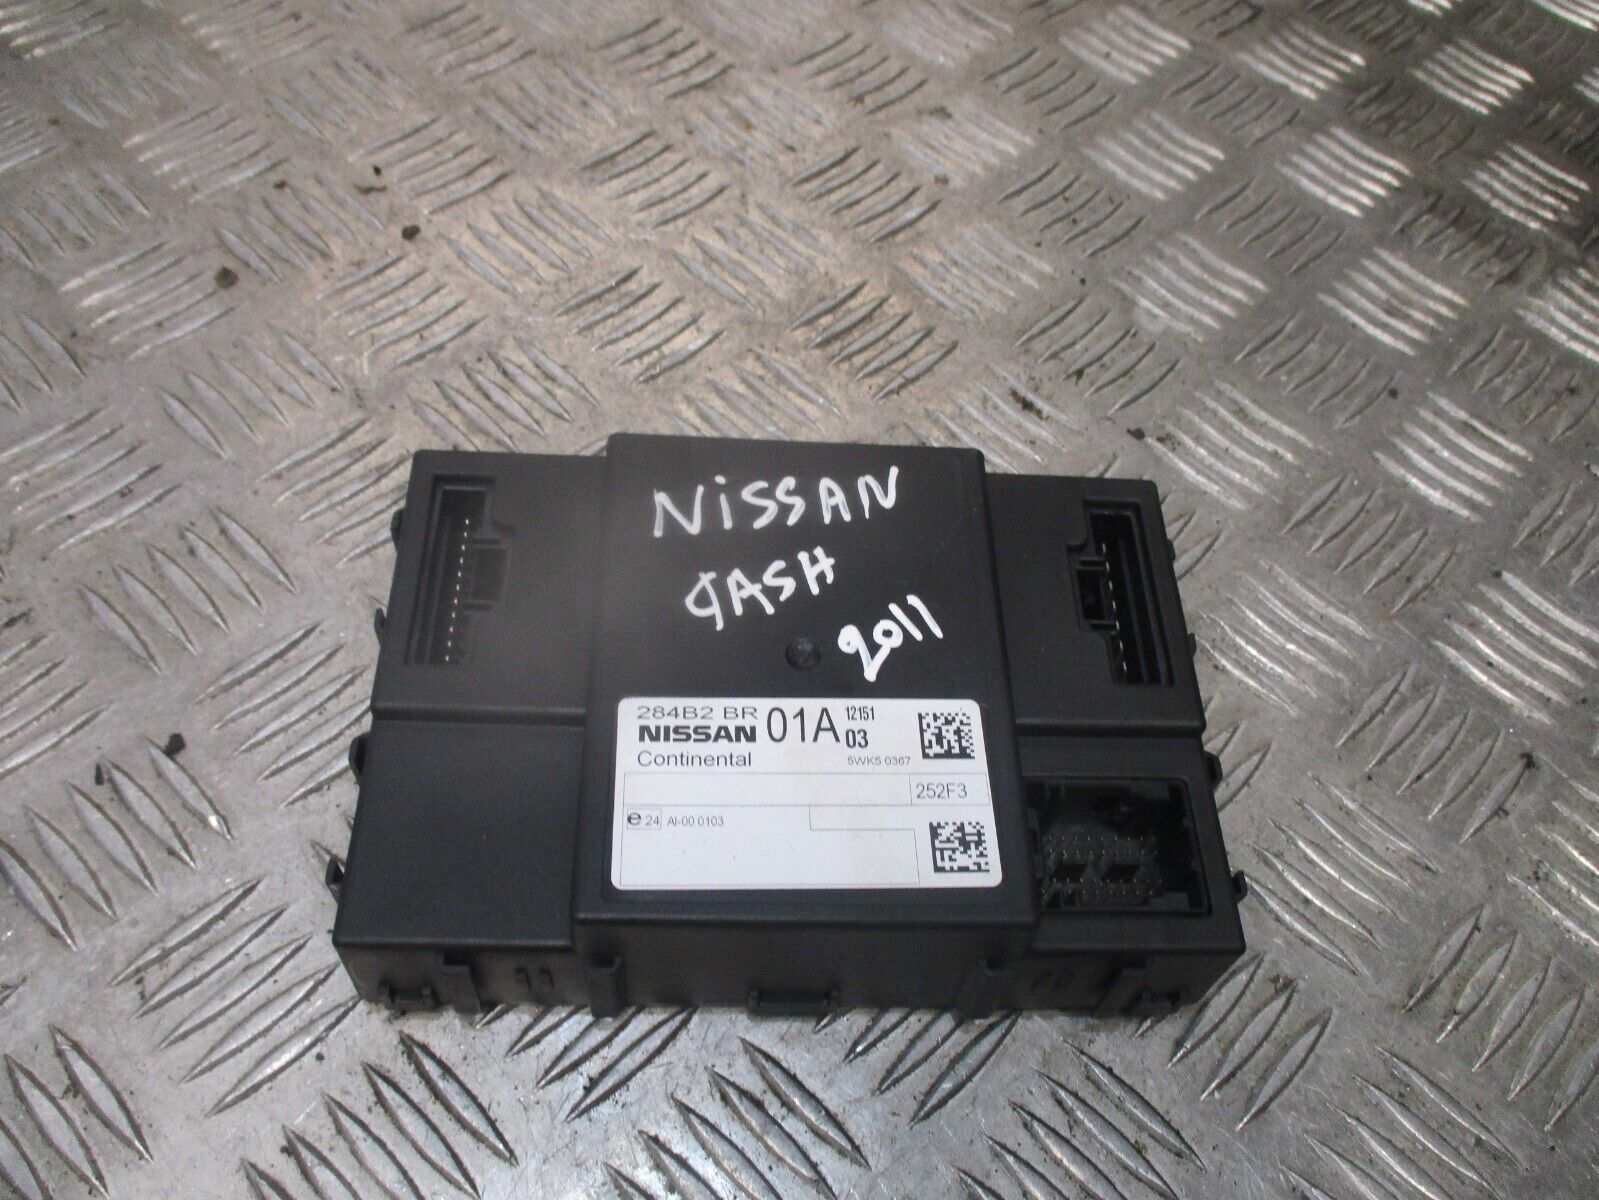 NiSSAN
QASH
2011
284B2 BR
NISSAN 01A 12151 03
Continental 5WK5 0367
252F3
e 24 AI-00 0103